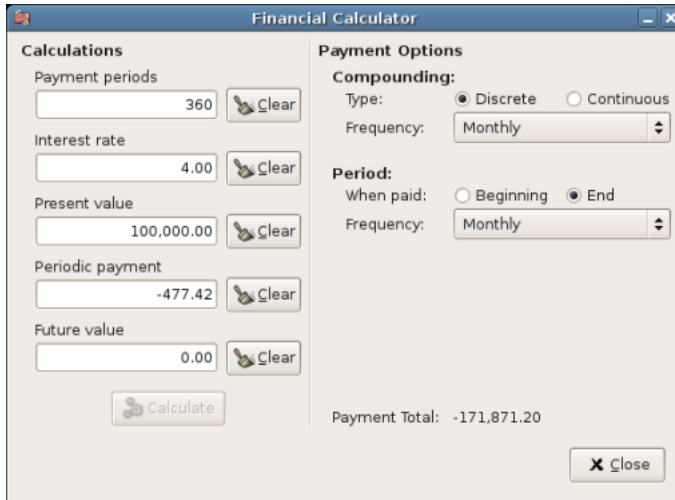 Financial Calculator
Calculations
Payment periods
360 Clear
Interest rate
4.00 Clear
Present value
100,000.00 Clear
Periodic payment
-477.42 Clear
Future value
0.00 Clear
Calculate
Payment Options
Compounding:
Type: Discrete Continuous
Frequency: Monthly
Period:
When paid: Beginning End
Frequency: Monthly
Payment Total: -171,871.20
Close